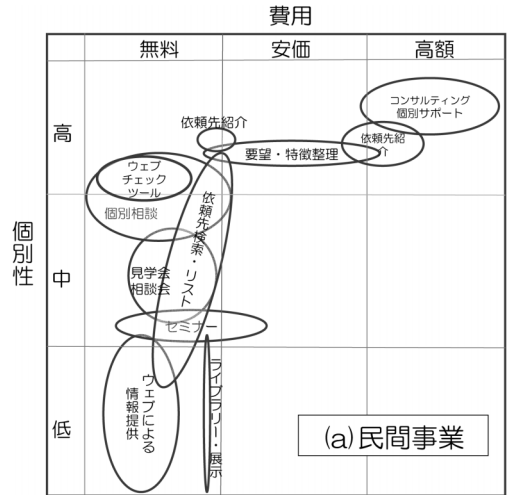 費用
無料
安価
高額
個別性
高
中
低
コンサルティング
個別サポート
依頼先紹介
依頼先紹
介
要望・特徴整理
ウェブ
チェック
ツール
個別相談
依頼先検索・リスト
見学会
相談会
セミナー
ウェブによる
情報提供
ライブラリー・展示
(a)民間事業